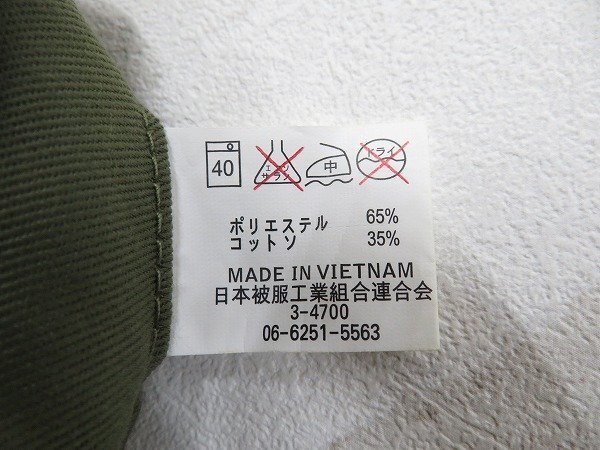 40 エンソ サラシ 中 ドライ
ポリエステル 65%
コットソ 35%
MADE IN VIETNAM
日本被服工業組合連合会
3-4700
06-6251-5563